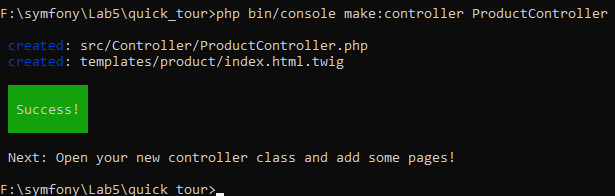 F:\symfony\Lab5\quick_tour>php bin/console make:controller ProductController
created: src/Controller/ProductController.php
created: templates/product/index.html.twig
Success!
Next: Open your new controller class and add some pages!
F:\symfony\Lab5\quick_tour>